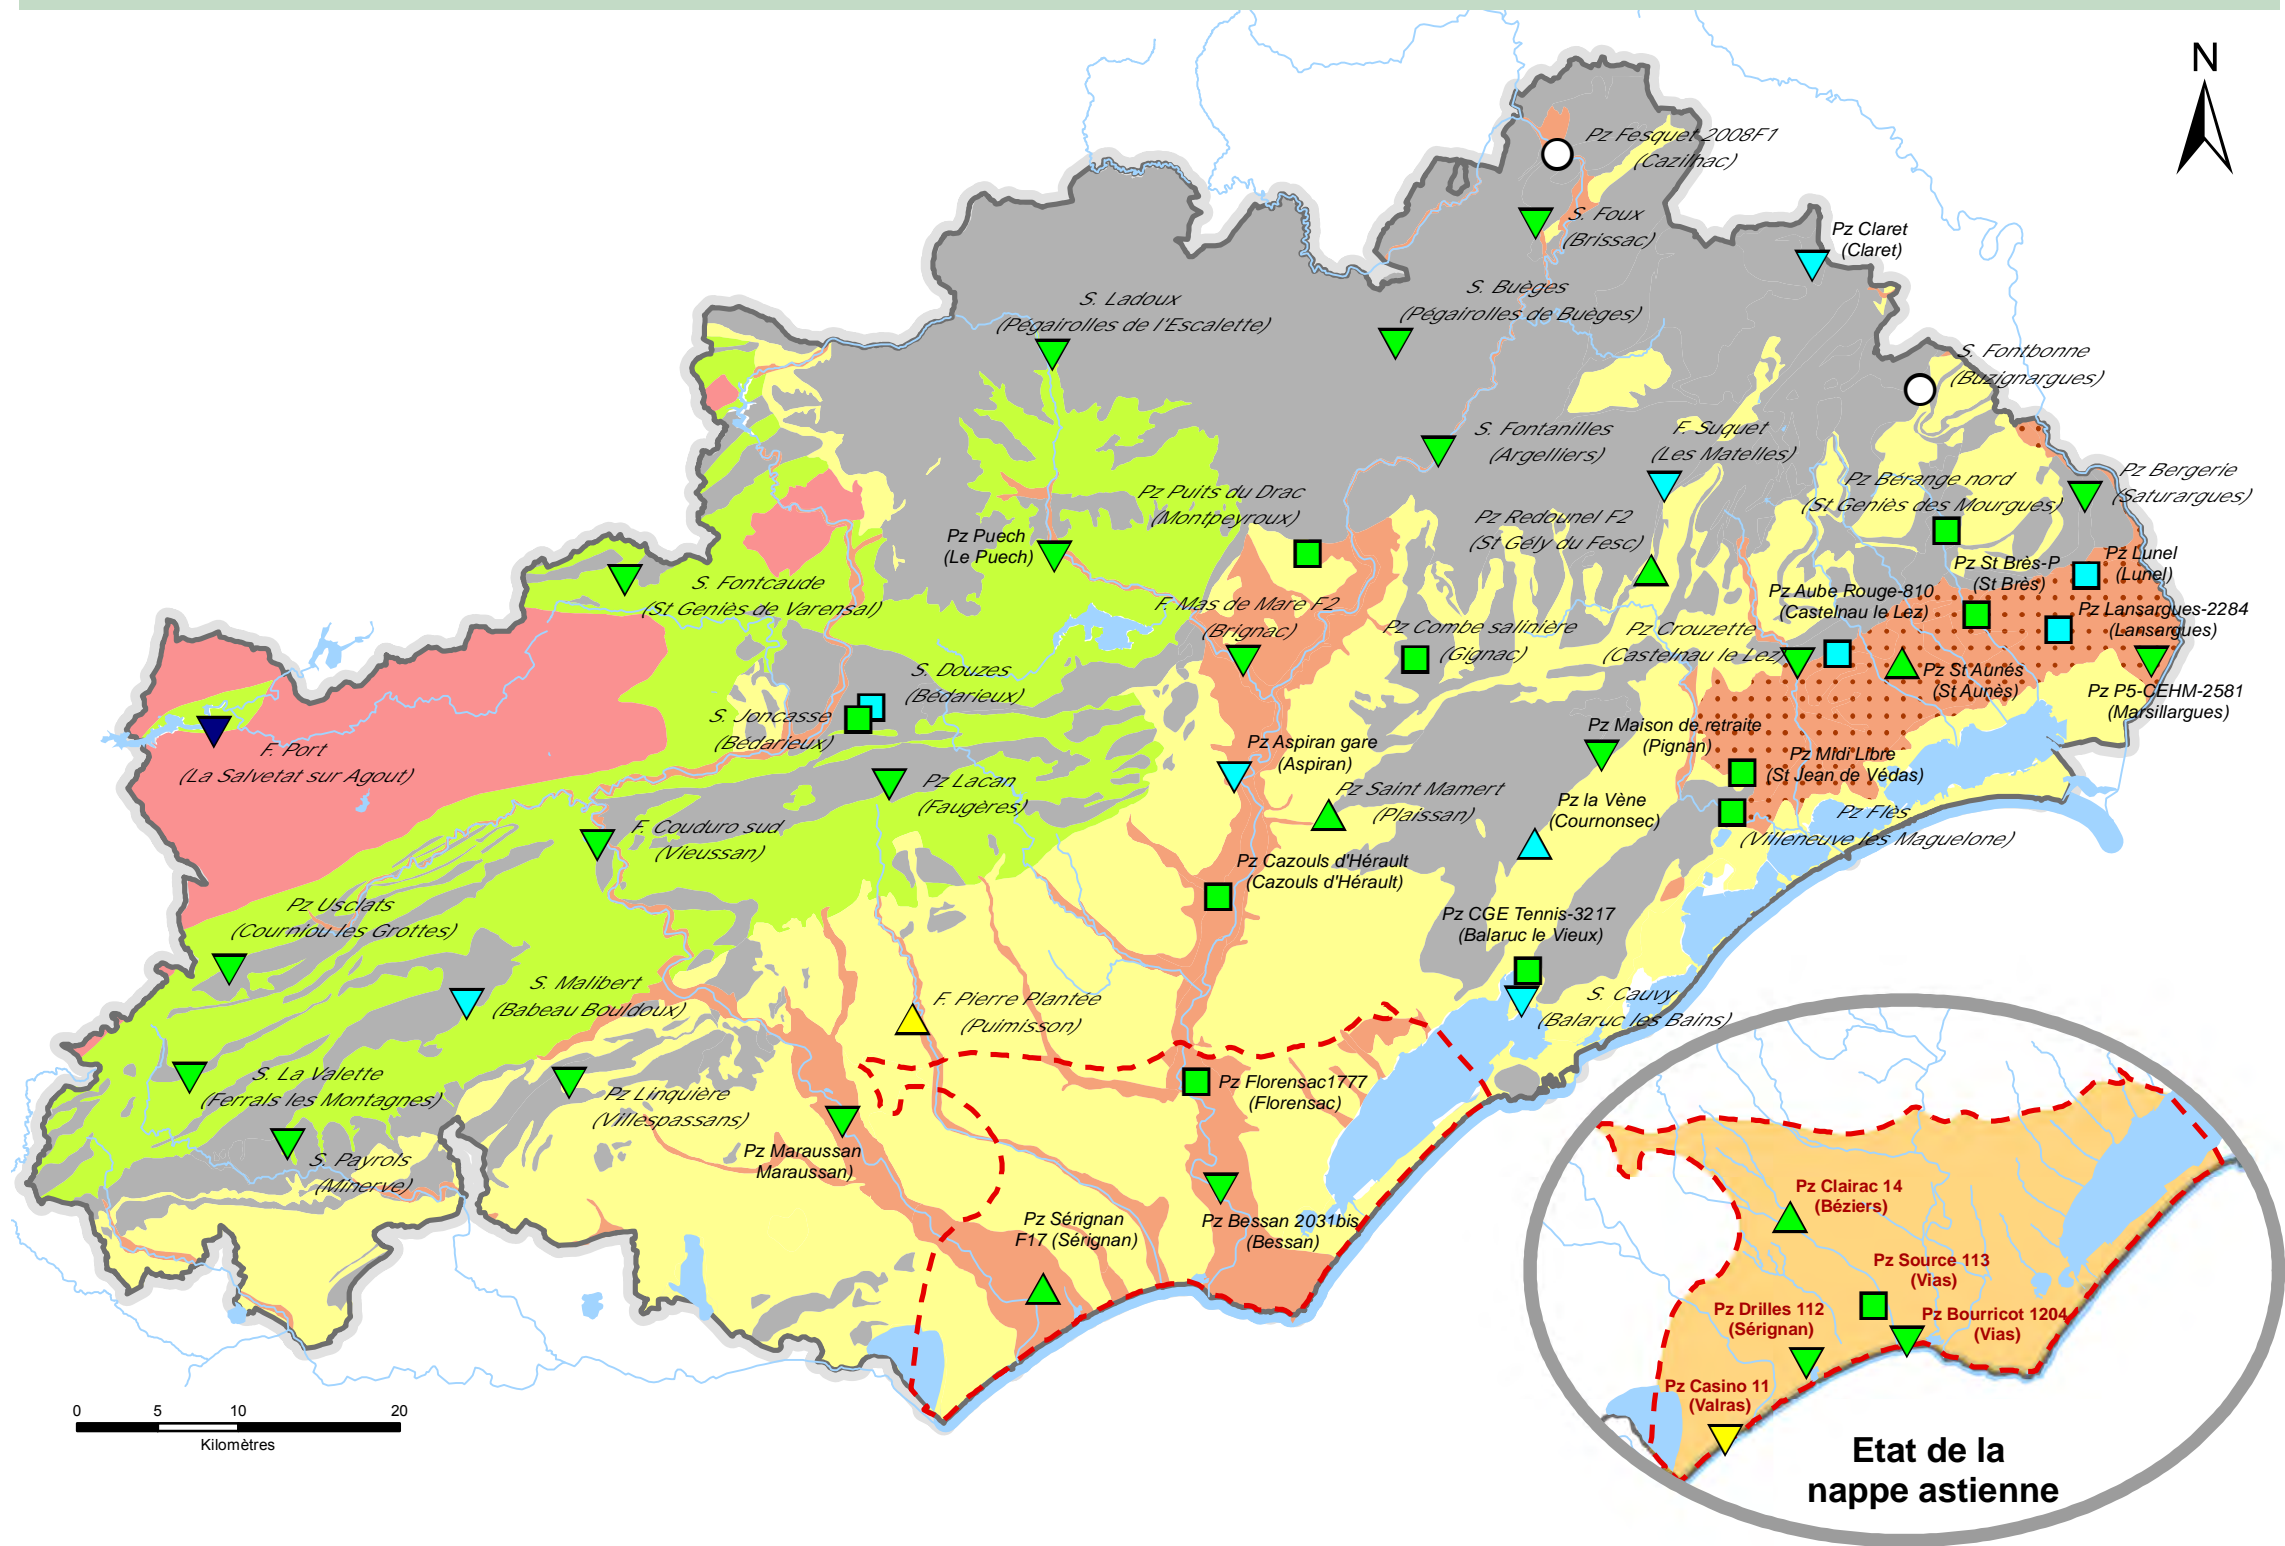 N
Pz Fesquet 2008F1
(Cazilhac)
S. Foux
(Brissac)
Pz Claret
(Claret)
S. Ladoux
(Pégairolles de l'Escalette)
S. Buèges
(Pégairolles de Buèges)
S. Fontbonne
(Buzignargues)
S. Fontanilles
(Argelliers)
F. Suquet
(Les Matelles)
Pz Bérange nord
(St Geniès des Mourgues)
Pz Bergerie
(Saturargues)
Pz Puits du Drac
(Montpeyroux)
Pz Redounel F2
(St Gély du Fesc)
Pz Puech
(Le Puech)
Pz St Brès-P
(St Brès)
Pz Lunel
(Lunel)
S. Fontcaude
(St Geniès de Varensal)
Pz Aube Rouge-810
(Castelnau le Lez)
Pz Lansargues-2284
(Lansargues)
F. Mas de Mare F2
(Brignac)
Pz Combe salinière
(Gignac)
Pz Crouzette
(Castelnau le Lez)
S. Douzes
(Bédarieux)
Pz St Aunés
(St Aunès)
Pz P5-CEHM-2581
(Marsillargues)
S. Joncasse
(Bédarieux)
F. Port
(La Salvetat sur Agout)
Pz Aspiran gare
(Aspiran)
Pz Maison de retraite
(Pignan)
Pz Midi Libre
(St Jean de Védas)
Pz Lacan
(Faugères)
Pz Saint Mamert
(Plaissan)
Pz la Vène
(Cournonsec)
Pz Flès
(Villeneuve les Maguelone)
F. Couduro sud
(Vieussan)
Pz Cazouls d'Hérault
(Cazouls d'Hérault)
Pz Usclats
(Courniou les Grottes)
Pz CGE Tennis-3217
(Balaruc le Vieux)
S. Malibert
(Babeau Bouldoux)
F. Pierre Plantée
(Puimisson)
S. Cauvy
(Balaruc les Bains)
S. La Valette
(Ferrals les Montagnes)
Pz Linquière
(Villespassans)
Pz Florensac1777
(Florensac)
S. Payrols
(Minerve)
Pz Maraussan
Maraussan)
Pz Sérignan
F17 (Sérignan)
Pz Bessan 2031bis
(Bessan)
Pz Clairac 14
(Béziers)
Pz Source 113
(Vias)
Pz Drilles 112
(Sérignan)
Pz Bourricot 1204
(Vias)
Pz Casino 11
(Valras)
0 5 10 20
Kilomètres
Etat de la
nappe astienne